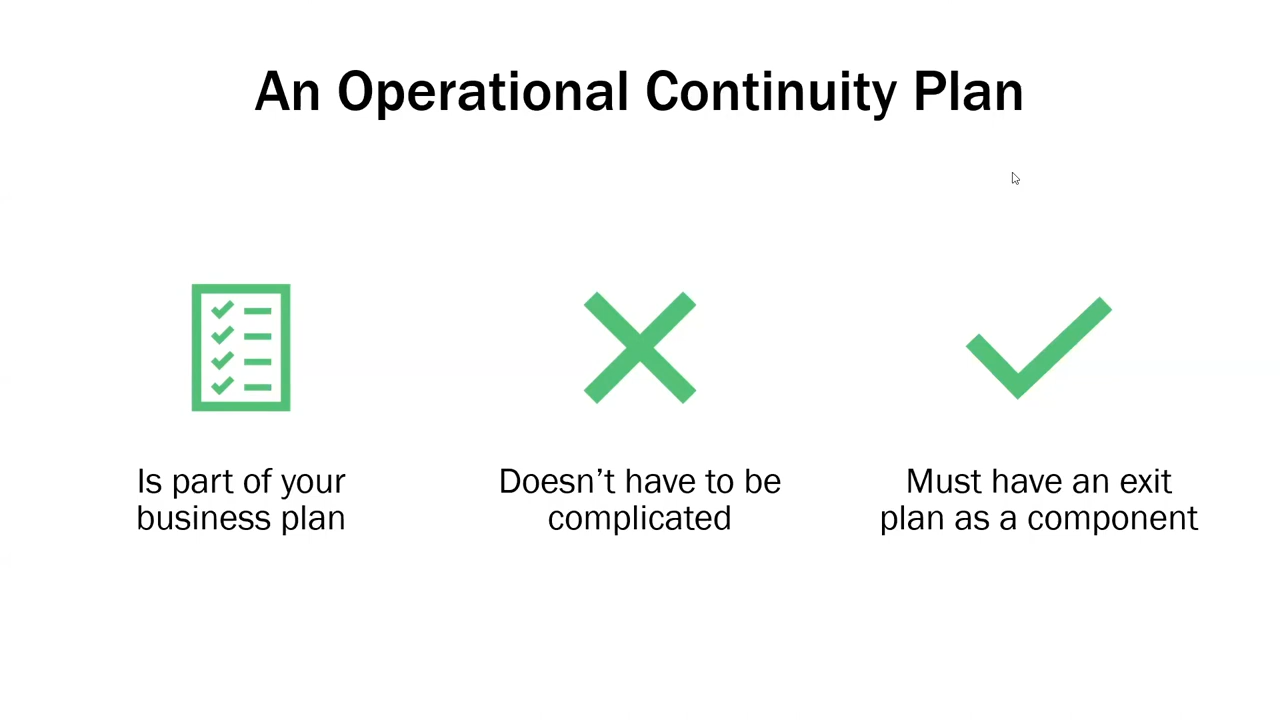 An Operational Continuity Plan
Is part of your
business plan
Doesn’t have to be
complicated
Must have an exit
plan as a component